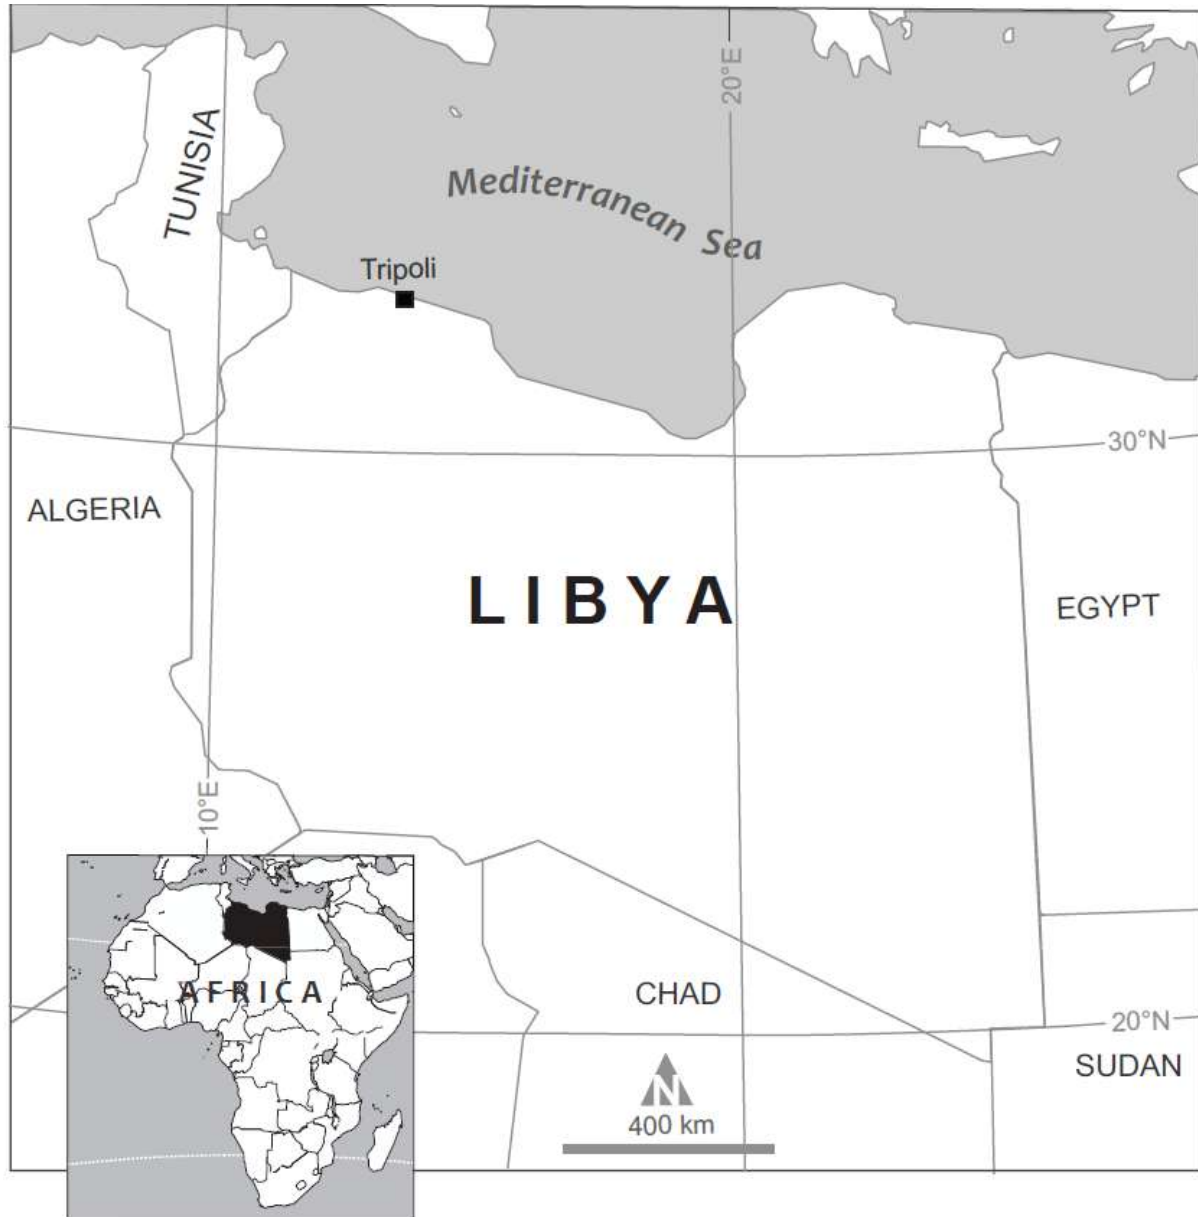 20°E
TUNISIA
Mediterranean Sea
Tripoli
30°N
ALGERIA
LIBYA
EGYPT
10°E
AFRICA
CHAD
20°N
SUDAN
N
400 km